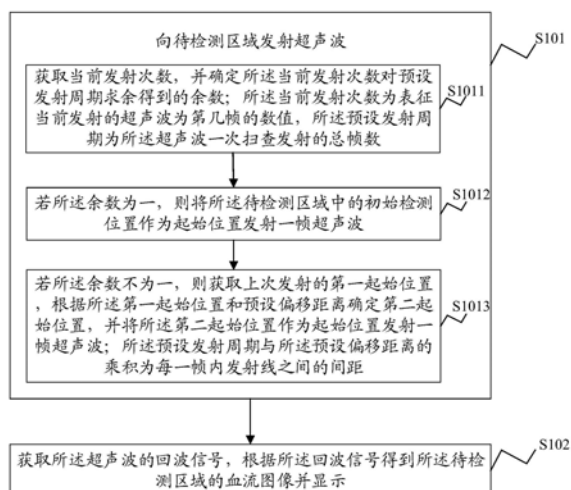 向待检测区域发射超声波
S101
获取当前发射次数，并确定所述当前发射次数对预设
发射周期求余得到的余数；所述当前发射次数为表征
当前发射的超声波为第几帧的数值，所述预设发射周
期为所述超声波一次扫查发射的总帧数
S1011
若所述余数为一，则将所述待检测区域中的初始检测
位置作为起始位置发射一帧超声波
S1012
若所述余数不为一，则获取上次发射的第一起始位置
，根据所述第一起始位置和预设偏移距离确定第二起
始位置，并将所述第二起始位置作为起始位置发射一
帧超声波；所述预设发射周期与所述预设偏移距离的
乘积为每一帧内发射线之间的间距
S1013
获取所述超声波的回波信号，根据所述回波信号得到所述待检
测区域的血流图像并显示
S102